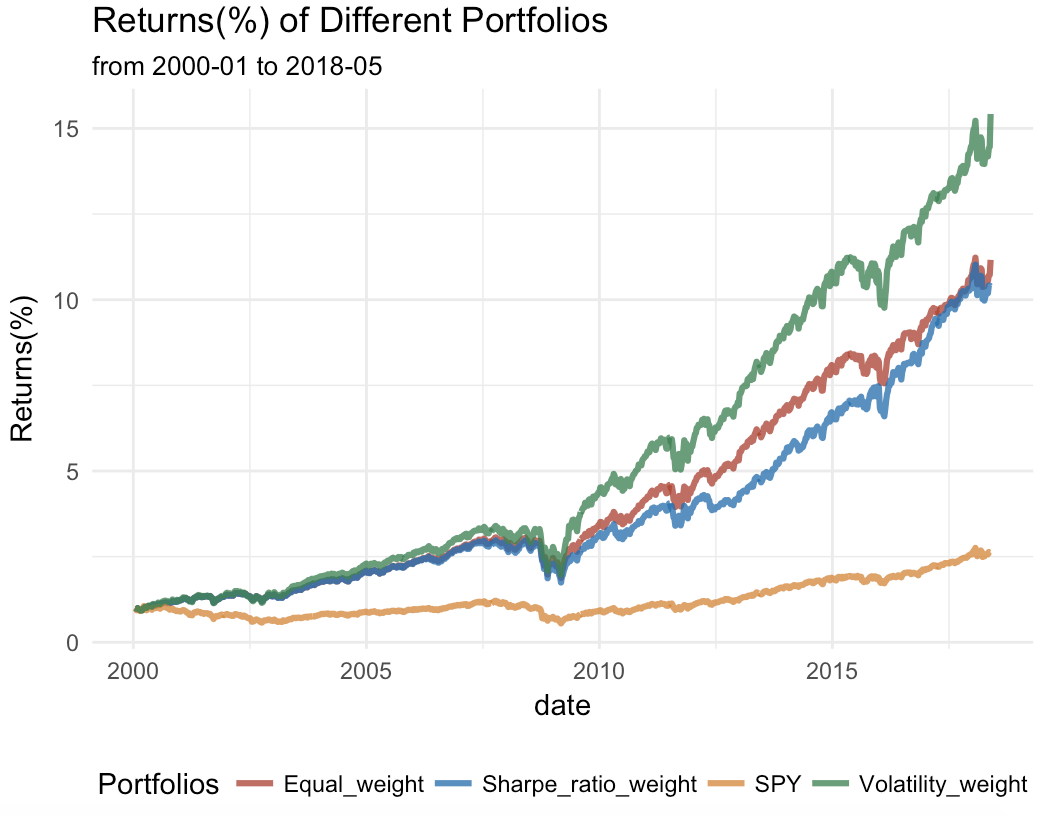 Returns(%) of Different Portfolios
from 2000-01 to 2018-05
15
10
5
0
Returns(%)
2000 2005 2010 2015
date
Portfolios Equal_weight Sharpe_ratio_weight SPY Volatility_weight